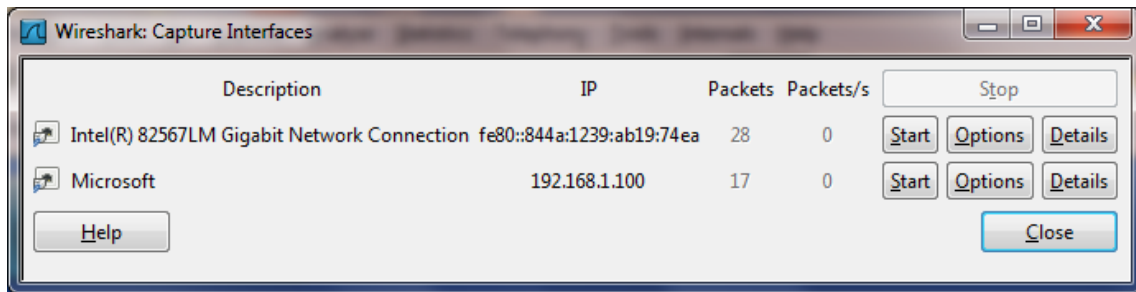 Wireshark: Capture Interfaces
Description IP Packets Packets/s Stop
Intel(R) 82567LM Gigabit Network Connection fe80::844a:1239:ab19:74ea 28 0 Start Options Details
Microsoft 192.168.1.100 17 0 Start Options Details
Help Close